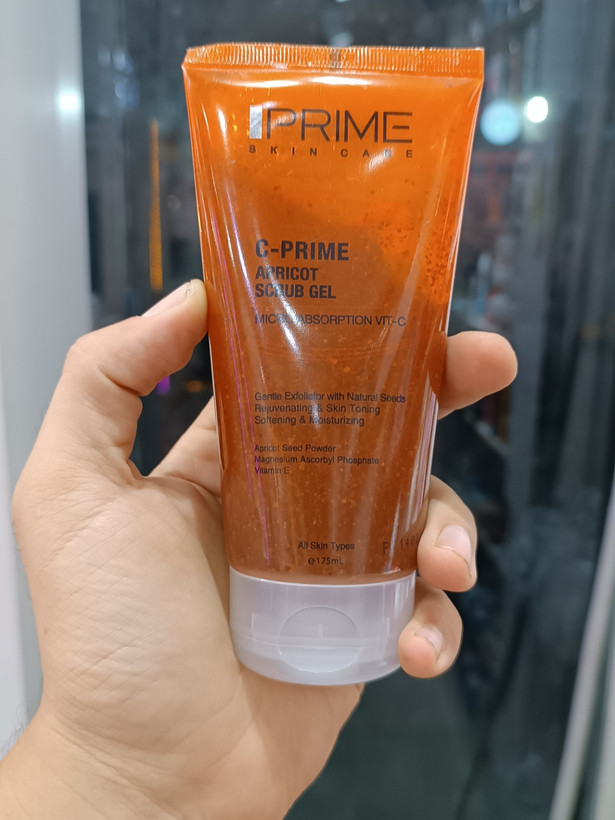 PRIME
SKIN CARE
C-PRIME
APRICOT
SCRUB GEL
MICRO ABSORPTION VIT-C
Gentle Exfoliator with Natural Seeds
Rejuvenating & Skin Toning
Softening & Moisturizing
Apricot Seed Powder
Magnesium Ascorbyl Phosphate
Vitamin E
All Skin Types
℮175mL